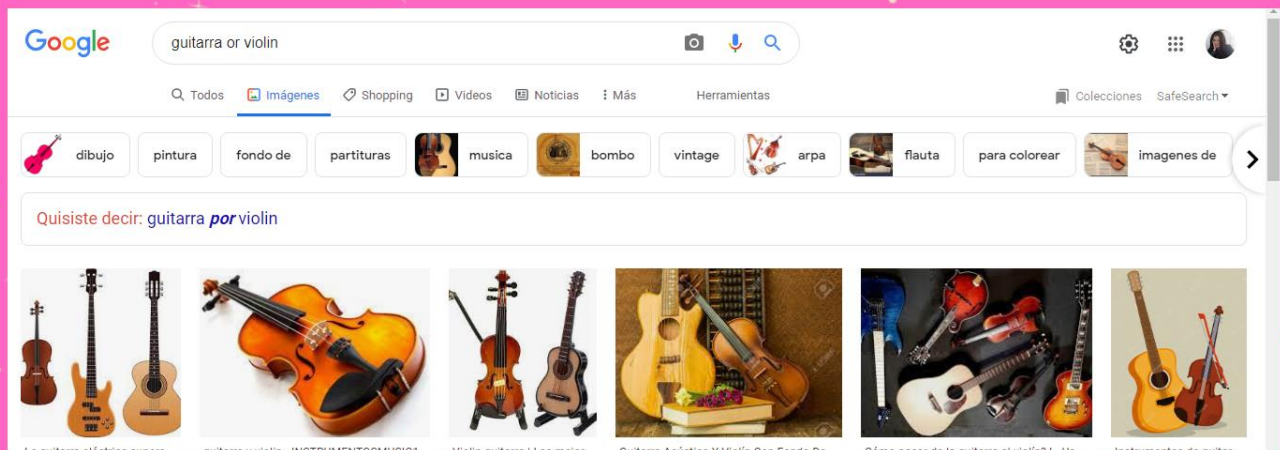 Google
guitarra or violin
Todos Imágenes Shopping Videos Noticias Más Herramientas Colecciones SafeSearch
dibujo pintura fondo de partituras musica bombo vintage arpa flauta para colorear imagenes de
Quisiste decir: guitarra por violin